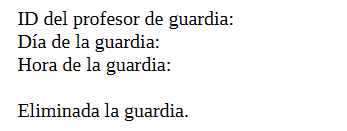 ID del profesor de guardia:
Día de la guardia:
Hora de la guardia:
Eliminada la guardia.